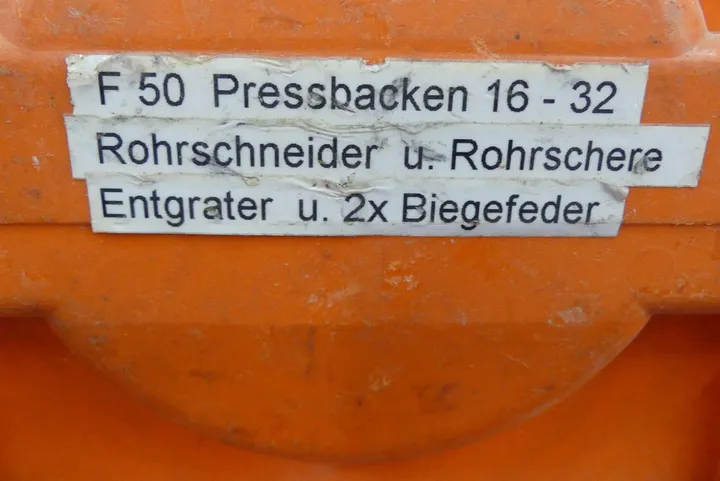 F 50 Pressbacken 16 - 32
Rohrschneider u. Rohrschere
Entgrater u. 2x Biegefeder